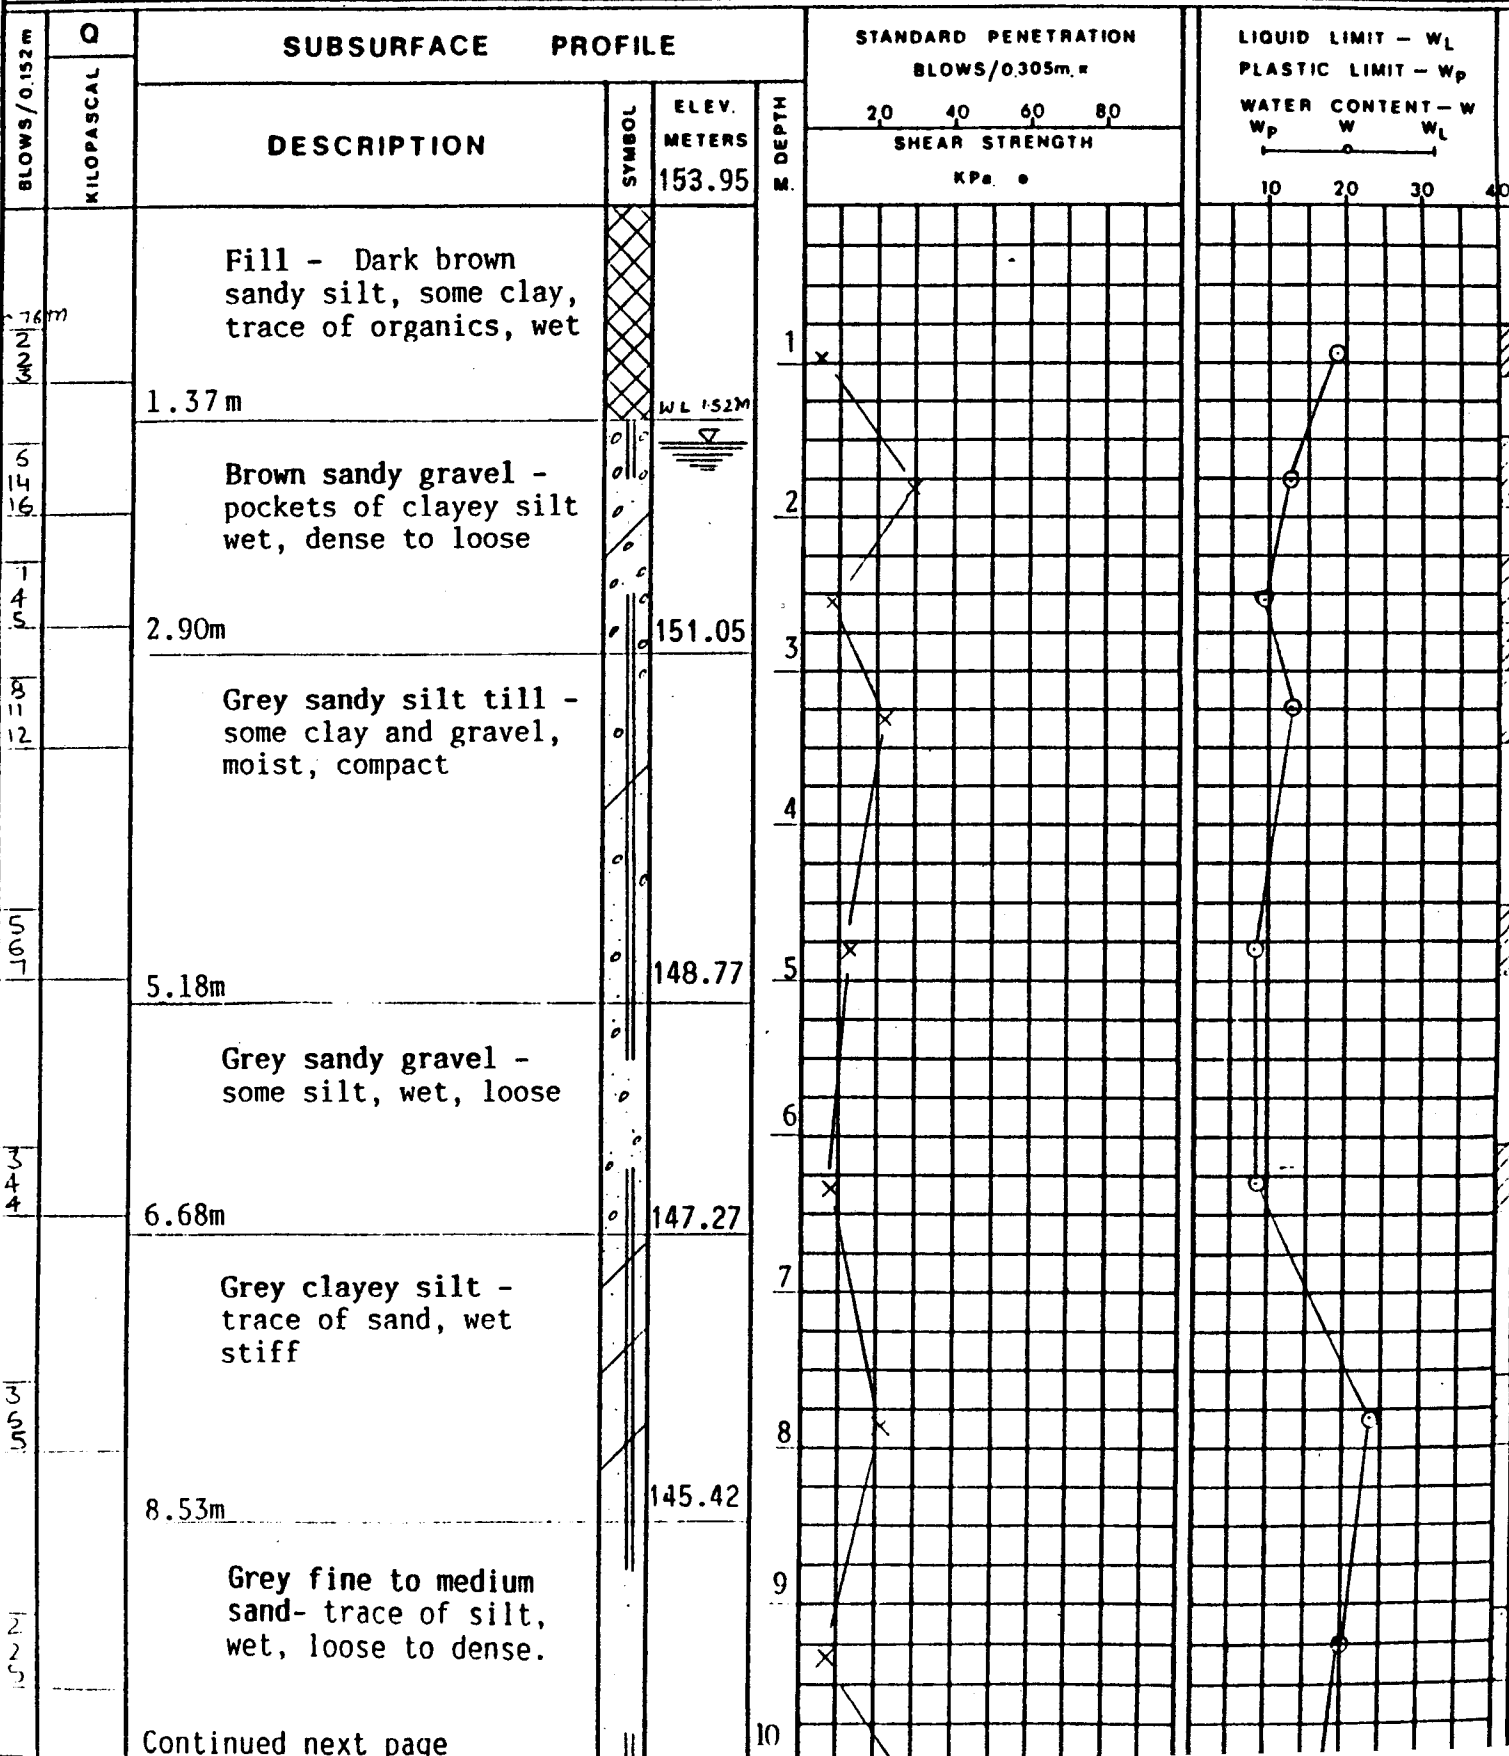 BLOWS/0.152m
Q
KILOPASCAL
SUBSURFACE PROFILE
DESCRIPTION
SYMBOL
ELEV.
METERS
153.95
M. DEPTH
STANDARD PENETRATION
BLOWS/0.305m.
20 40 60 80
SHEAR STRENGTH
KPa. •
LIQUID LIMIT — WL
PLASTIC LIMIT — Wp
WATER CONTENT — W
Wp W WL
10 20 30 40
Fill - Dark brown
sandy silt, some clay,
trace of organics, wet
76m
2
2
3
1
1.37m
WL 1.52M
6
14
16
Brown sandy gravel -
pockets of clayey silt
wet, dense to loose
2
1
4
5
2.90m
151.05
3
8
11
12
Grey sandy silt till -
some clay and gravel,
moist, compact
4
5
6
7
5.18m
148.77
5
Grey sandy gravel -
some silt, wet, loose
6
3
4
4
6.68m
147.27
Grey clayey silt -
trace of sand, wet
stiff
7
3
5
5
8
8.53m
145.42
Grey fine to medium
sand- trace of silt,
wet, loose to dense.
9
2
2
5
10
Continued next page